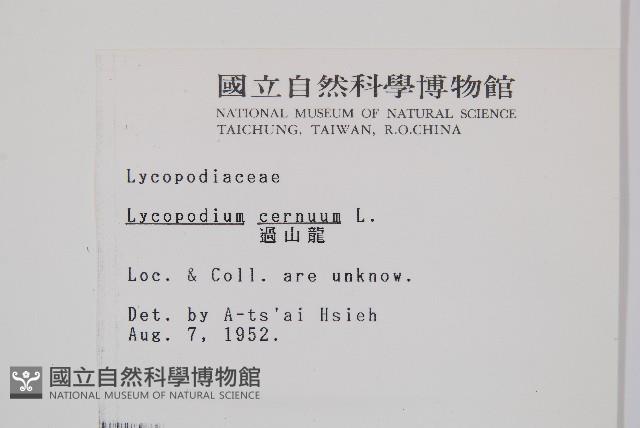 國立自然科學博物館
NATIONAL MUSEUM OF NATURAL SCIENCE
TAICHUNG, TAIWAN, R.O.CHINA
Lycopodiaceae
Lycopodium cernuum L.
過山龍
Loc. & Coll. are unknow.
Det. by A-ts'ai Hsieh
Aug. 7, 1952.
國立自然科學博物館
NATIONAL MUSEUM OF NATURAL SCIENCE